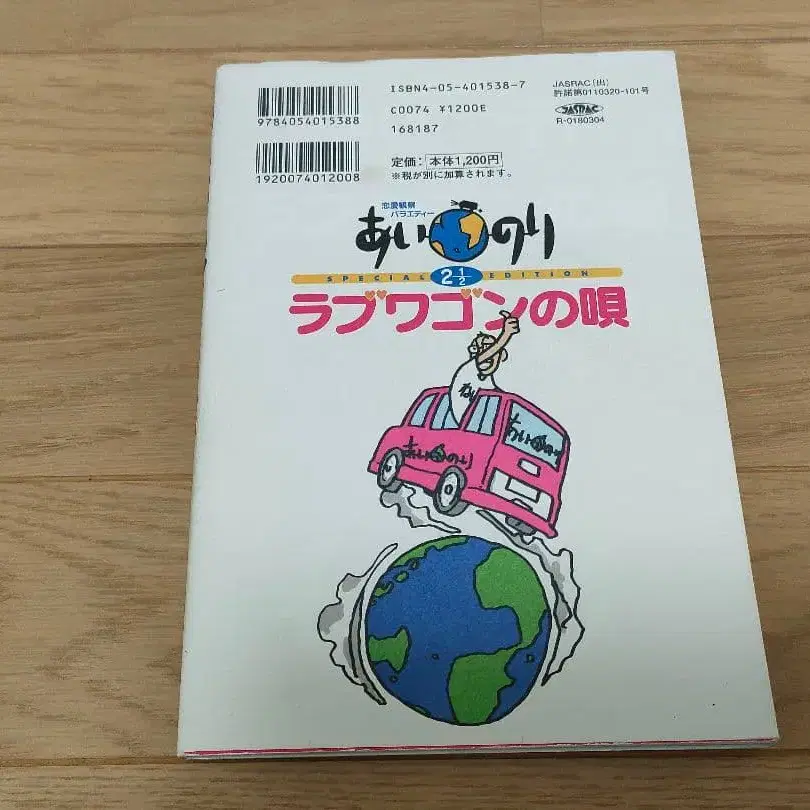 ISBN4-05-401538-7
C0074 ¥1200E
168187
9784054015388
1920074012008
定価：本体1,200円
※税が別に加算されます。
JASRAC（出）
許諾第0110320-101号
JASRAC
R-0180304
恋愛観察
バラエティー
あいのり
SPECIAL 2 1/2 EDITION
ラブワゴンの唄
あいのり
あいのり